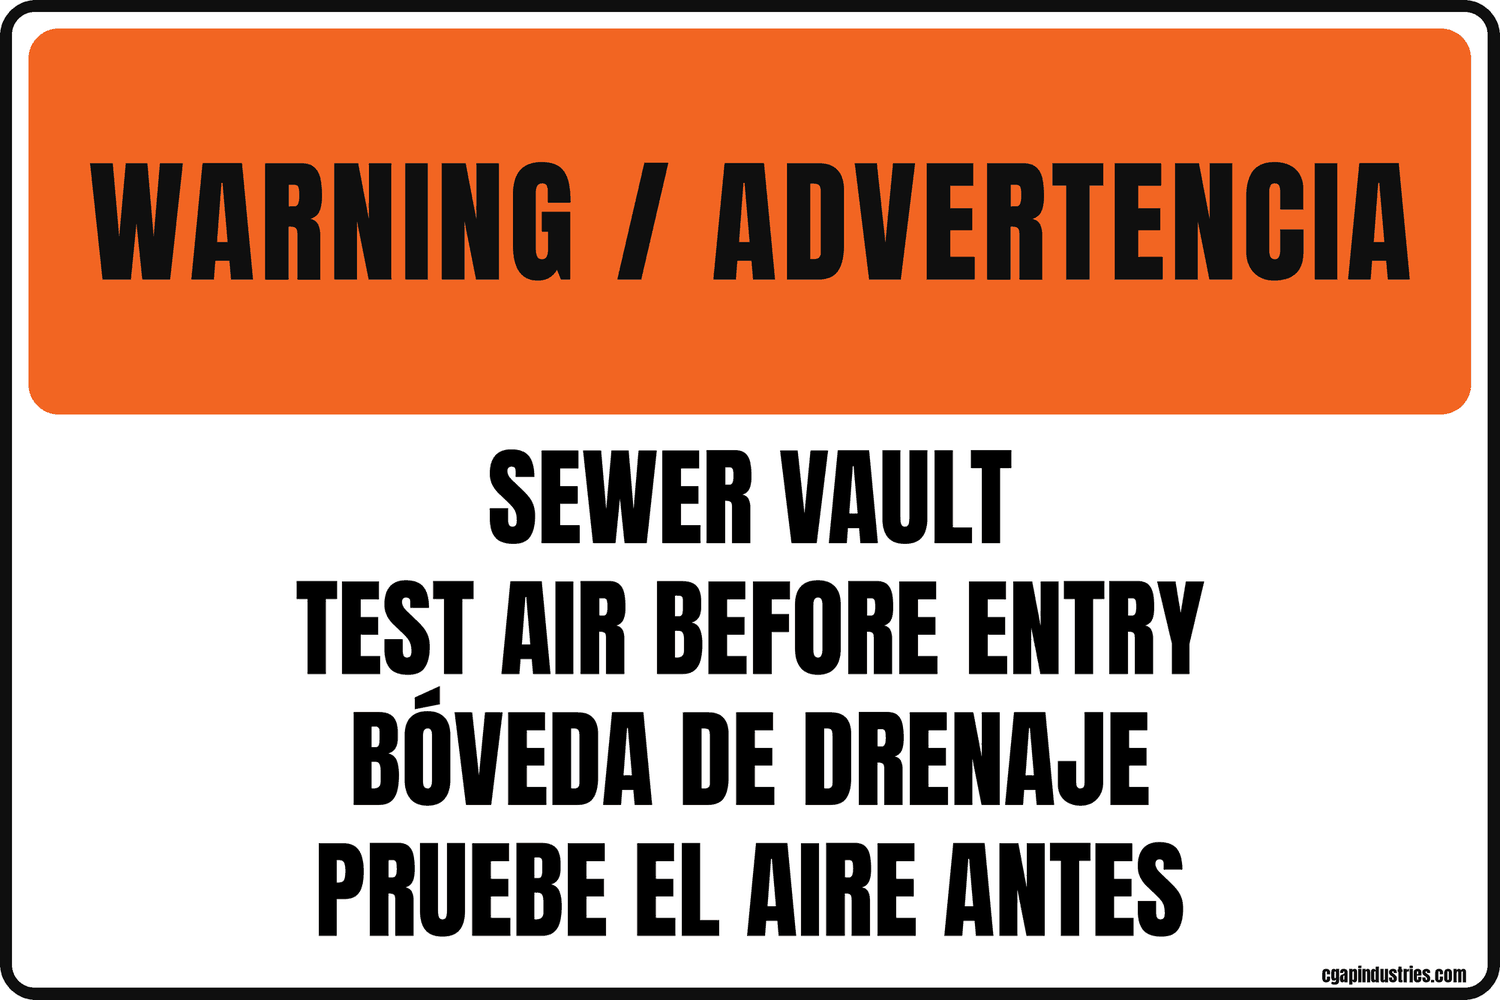 WARNING / ADVERTENCIA
SEWER VAULT
TEST AIR BEFORE ENTRY
BÓVEDA DE DRENAJE
PRUEBE EL AIRE ANTES
cgapindustries.com